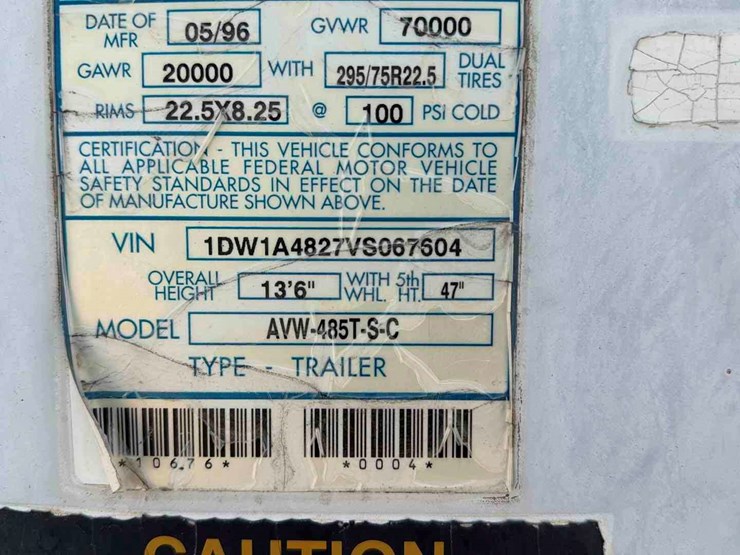 DATE OF MFR 05/96 GVWR 70000
GAWR 20000 WITH 295/75R22.5 DUAL TIRES
RIMS 22.5X8.25 @ 100 PSI COLD
CERTIFICATION - THIS VEHICLE CONFORMS TO
ALL APPLICABLE FEDERAL MOTOR VEHICLE
SAFETY STANDARDS IN EFFECT ON THE DATE
OF MANUFACTURE SHOWN ABOVE.
VIN 1DW1A4827VS067604
OVERALL HEIGHT 13'6" WITH 5th WHL. HT. 47"
MODEL AVW-485T-S-C
TYPE - TRAILER
*10676* *0004*
CAUTION